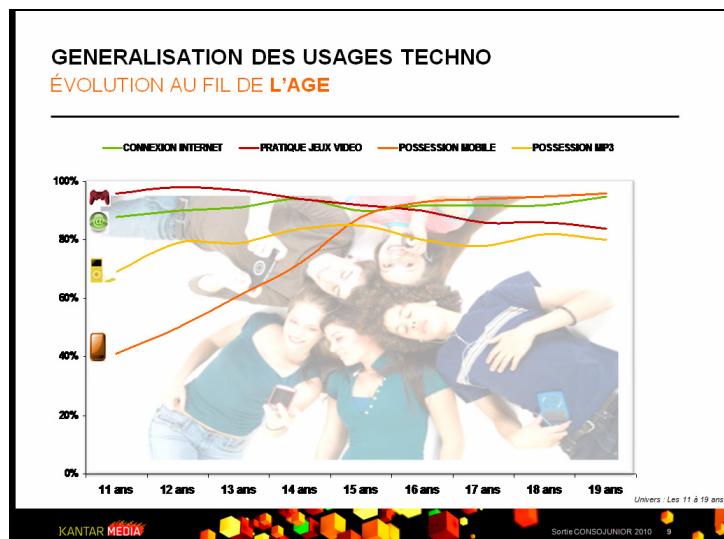 GENERALISATION DES USAGES TECHNO
ÉVOLUTION AU FIL DE L'AGE
CONNEXION INTERNET PRATIQUE JEUX VIDEO POSSESSION MOBILE POSSESSION MP3
100%
80%
60%
40%
20%
0%
11 ans 12 ans 13 ans 14 ans 15 ans 16 ans 17 ans 18 ans 19 ans
Univers : Les 11 à 19 ans
KANTAR MEDIA
Sortie CONSOJUNIOR 2010 9